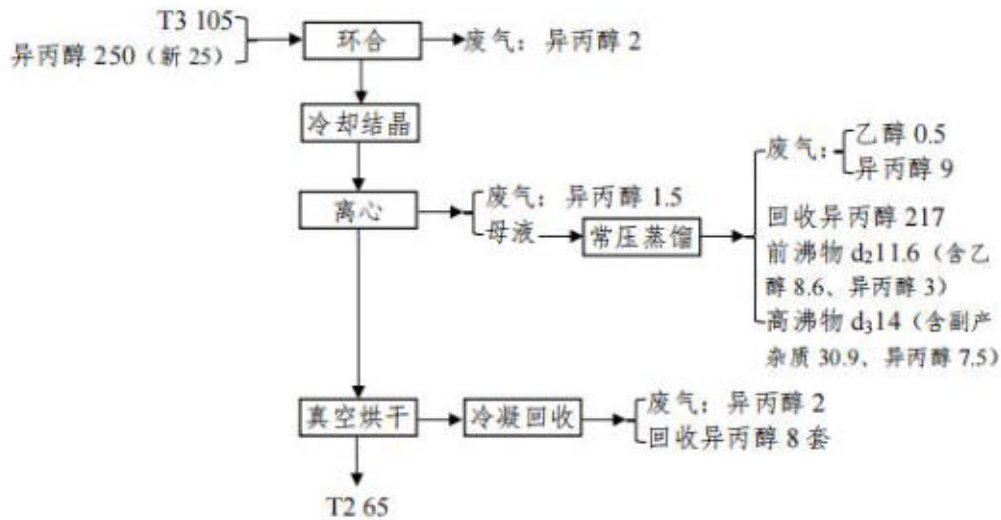 T3 105
异丙醇 250（新 25）
环合
废气：异丙醇 2
冷却结晶
离心
废气：异丙醇 1.5
母液
常压蒸馏
废气：
乙醇 0.5
异丙醇 9
回收异丙醇 217
前沸物 d₂11.6（含乙
醇 8.6、异丙醇 3）
高沸物 d₃14（含副产
杂质 30.9、异丙醇 7.5）
真空烘干
冷凝回收
废气：异丙醇 2
回收异丙醇 8 套
T2 65